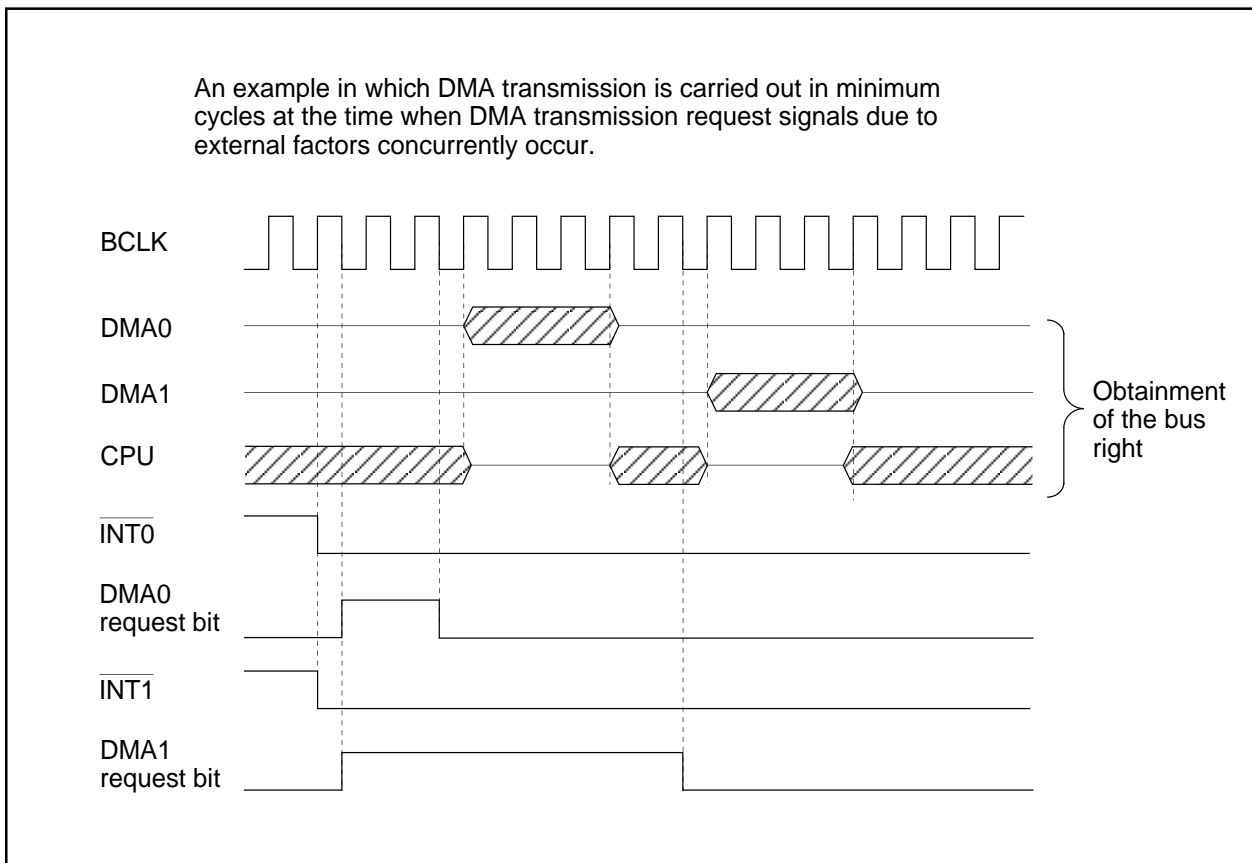 An example in which DMA transmission is carried out in minimum
cycles at the time when DMA transmission request signals due to
external factors concurrently occur.
BCLK
DMA0
DMA1
CPU
Obtainment
of the bus
right
INT0
DMA0
request bit
INT1
DMA1
request bit